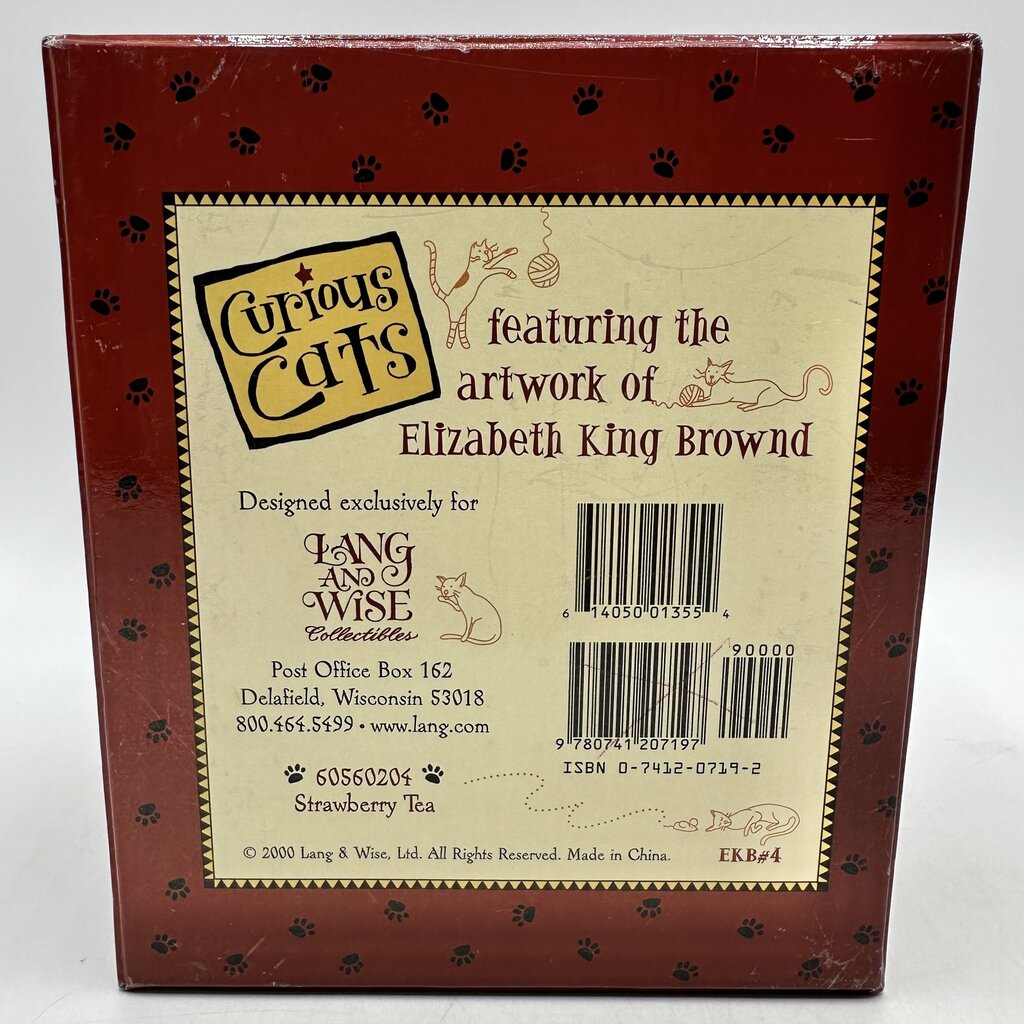 Curious
Cats
featuring the
artwork of
Elizabeth King Brownd
Designed exclusively for
LANG
AND
WISE
Collectibles
Post Office Box 162
Delafield, Wisconsin 53018
800.464.5499 • www.lang.com
60560204
Strawberry Tea
6 14050 01355 4
90000
9 780741 207197
ISBN 0-7412-0719-2
© 2000 Lang & Wise, Ltd. All Rights Reserved. Made in China.
EKB#4